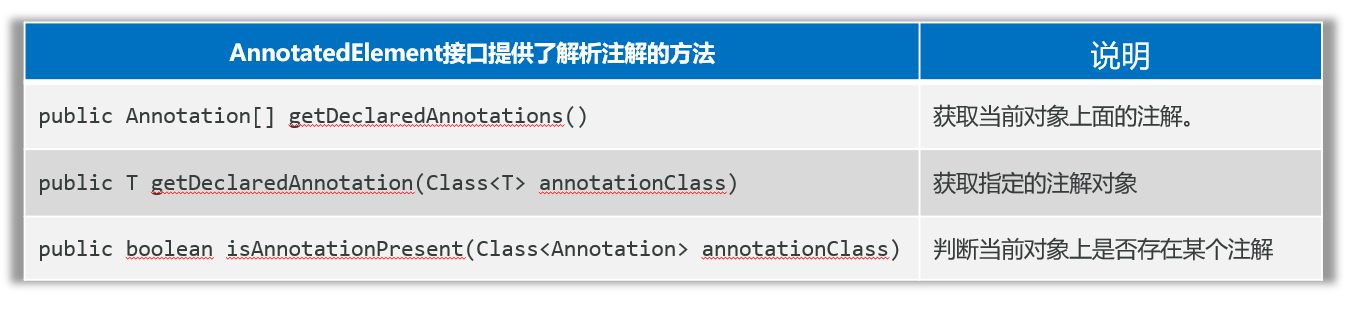 AnnotatedElement接口提供了解析注解的方法 说明
public Annotation[] getDeclaredAnnotations() 获取当前对象上面的注解。
public T getDeclaredAnnotation(Class<T> annotationClass) 获取指定的注解对象
public boolean isAnnotationPresent(Class<Annotation> annotationClass) 判断当前对象上是否存在某个注解